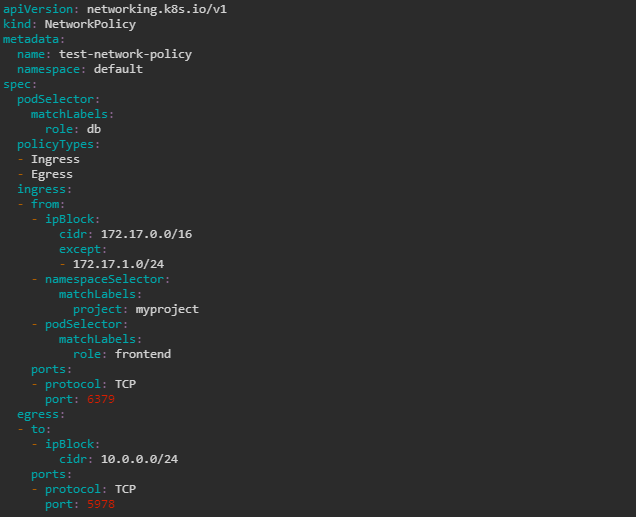 apiVersion: networking.k8s.io/v1
kind: NetworkPolicy
metadata:
  name: test-network-policy
  namespace: default
spec:
  podSelector:
    matchLabels:
      role: db
  policyTypes:
  - Ingress
  - Egress
  ingress:
  - from:
    - ipBlock:
        cidr: 172.17.0.0/16
        except:
        - 172.17.1.0/24
    - namespaceSelector:
        matchLabels:
          project: myproject
    - podSelector:
        matchLabels:
          role: frontend
    ports:
    - protocol: TCP
      port: 6379
  egress:
  - to:
    - ipBlock:
        cidr: 10.0.0.0/24
    ports:
    - protocol: TCP
      port: 5978